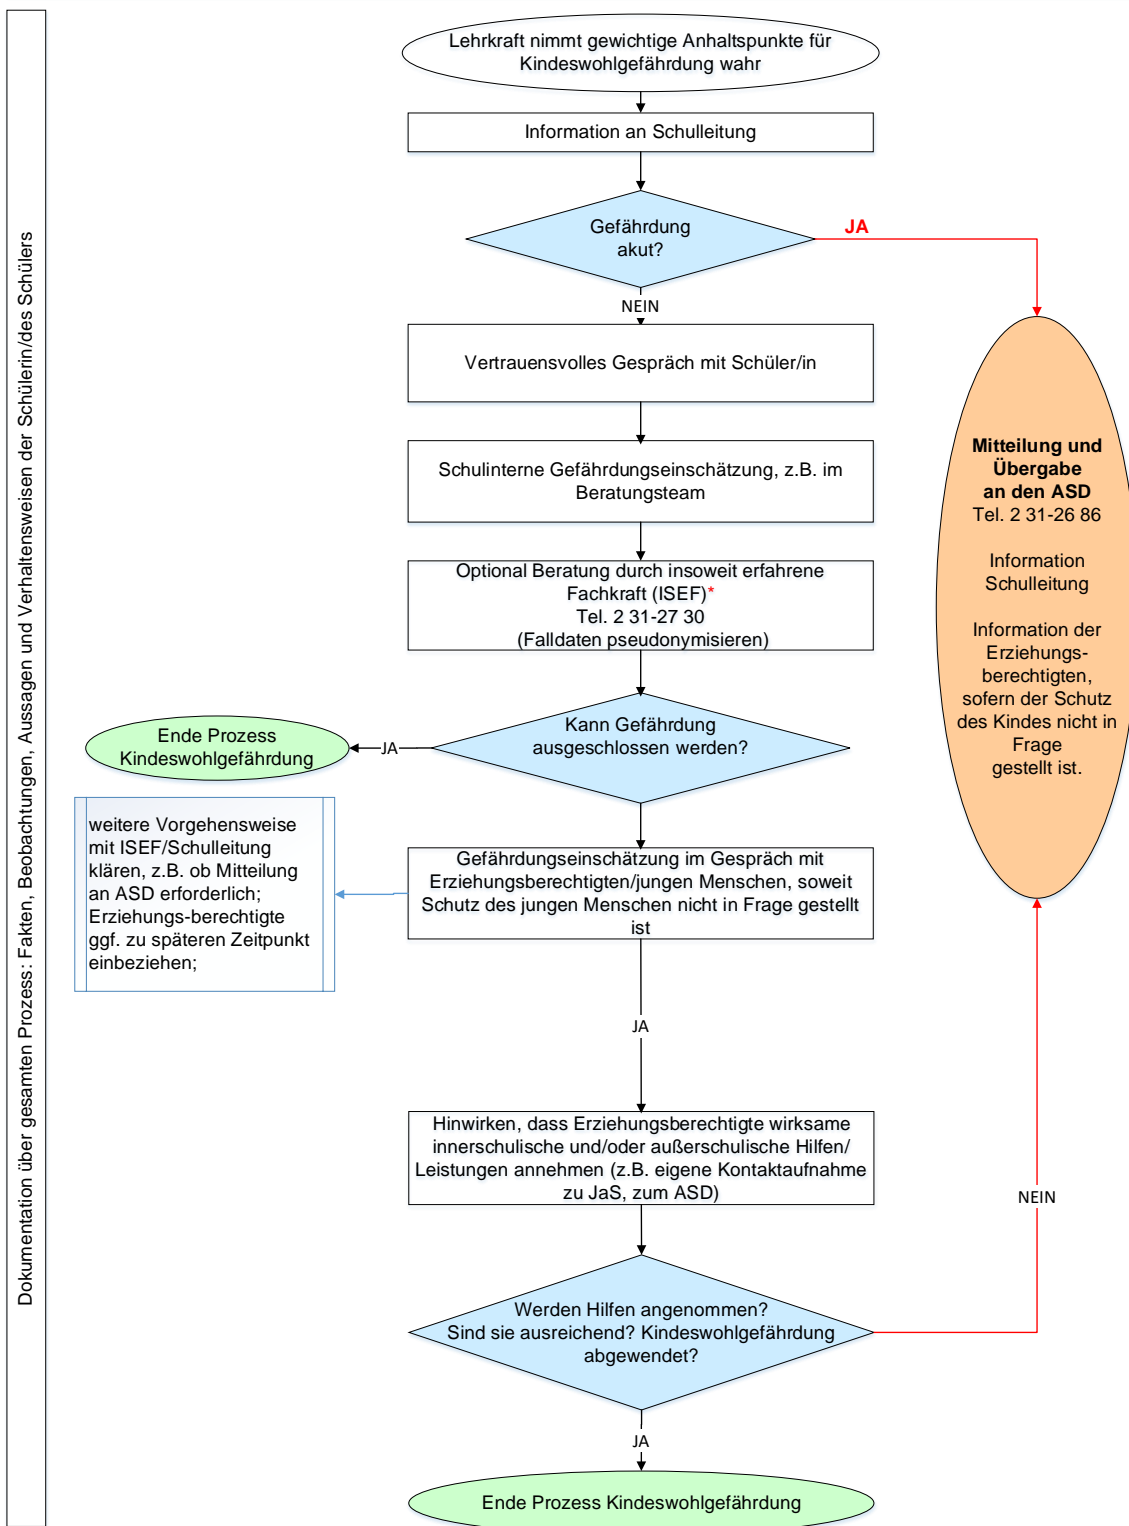 Dokumentation über gesamten Prozess: Fakten, Beobachtungen, Aussagen und Verhaltensweisen der Schülerin/des Schülers
Lehrkraft nimmt gewichtige Anhaltspunkte für
Kindeswohlgefährdung wahr
Information an Schulleitung
Gefährdung
akut?
JA
NEIN
Vertrauensvolles Gespräch mit Schüler/in
Schulinterne Gefährdungseinschätzung, z.B. im
Beratungsteam
Optional Beratung durch insoweit erfahrene
Fachkraft (ISEF)*
Tel. 2 31-27 30
(Falldaten pseudonymisieren)
Mitteilung und
Übergabe
an den ASD
Tel. 2 31-26 86
Information
Schulleitung
Information der
Erziehungs-
berechtigten,
sofern der Schutz
des Kindes nicht in
Frage
gestellt ist.
Kann Gefährdung
ausgeschlossen werden?
JA
Ende Prozess
Kindeswohlgefährdung
weitere Vorgehensweise
mit ISEF/Schulleitung
klären, z.B. ob Mitteilung
an ASD erforderlich;
Erziehungs-berechtigte
ggf. zu späteren Zeitpunkt
einbeziehen;
Gefährdungseinschätzung im Gespräch mit
Erziehungsberechtigten/jungen Menschen, soweit
Schutz des jungen Menschen nicht in Frage gestellt
ist
JA
Hinwirken, dass Erziehungsberechtigte wirksame
innerschulische und/oder außerschulische Hilfen/
Leistungen annehmen (z.B. eigene Kontaktaufnahme
zu JaS, zum ASD)
NEIN
Werden Hilfen angenommen?
Sind sie ausreichend? Kindeswohlgefährdung
abgewendet?
JA
Ende Prozess Kindeswohlgefährdung